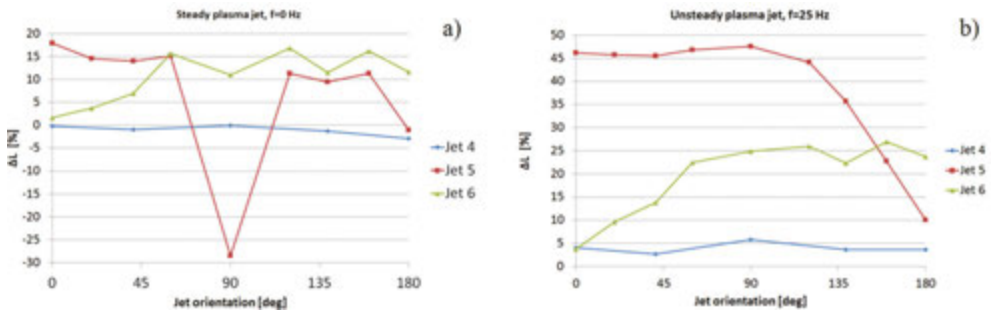 Steady plasma jet, f=0 Hz
a)
20
15
10
5
0
-5
-10
-15
-20
-25
-30
ΔL [%]
0 45 90 135 180
Jet orientation [deg]
Jet 4
Jet 5
Jet 6
Unsteady plasma jet, f=25 Hz
b)
50
45
40
35
30
25
20
15
10
5
0
ΔL [%]
0 45 90 135 180
Jet orientation [deg]
Jet 4
Jet 5
Jet 6